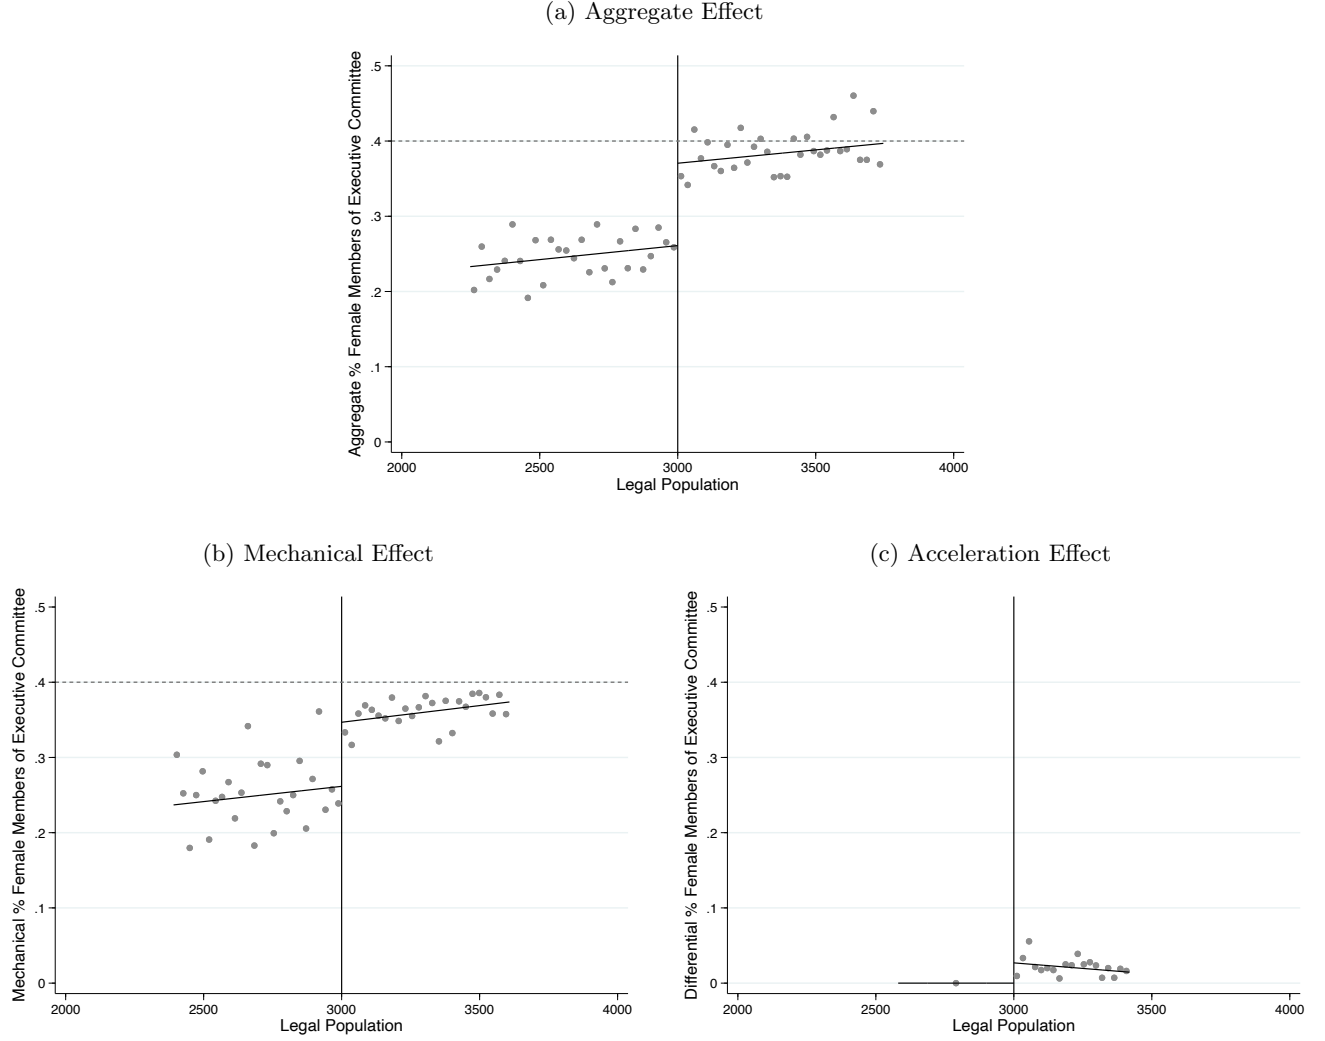 (a) Aggregate Effect
Aggregate % Female Members of Executive Committee
.5
.4
.3
.2
.1
0
2000 2500 3000 3500 4000
Legal Population
(b) Mechanical Effect
Mechanical % Female Members of Executive Committee
.5
.4
.3
.2
.1
0
2000 2500 3000 3500 4000
Legal Population
(c) Acceleration Effect
Differential % Female Members of Executive Committee
.5
.4
.3
.2
.1
0
2000 2500 3000 3500 4000
Legal Population